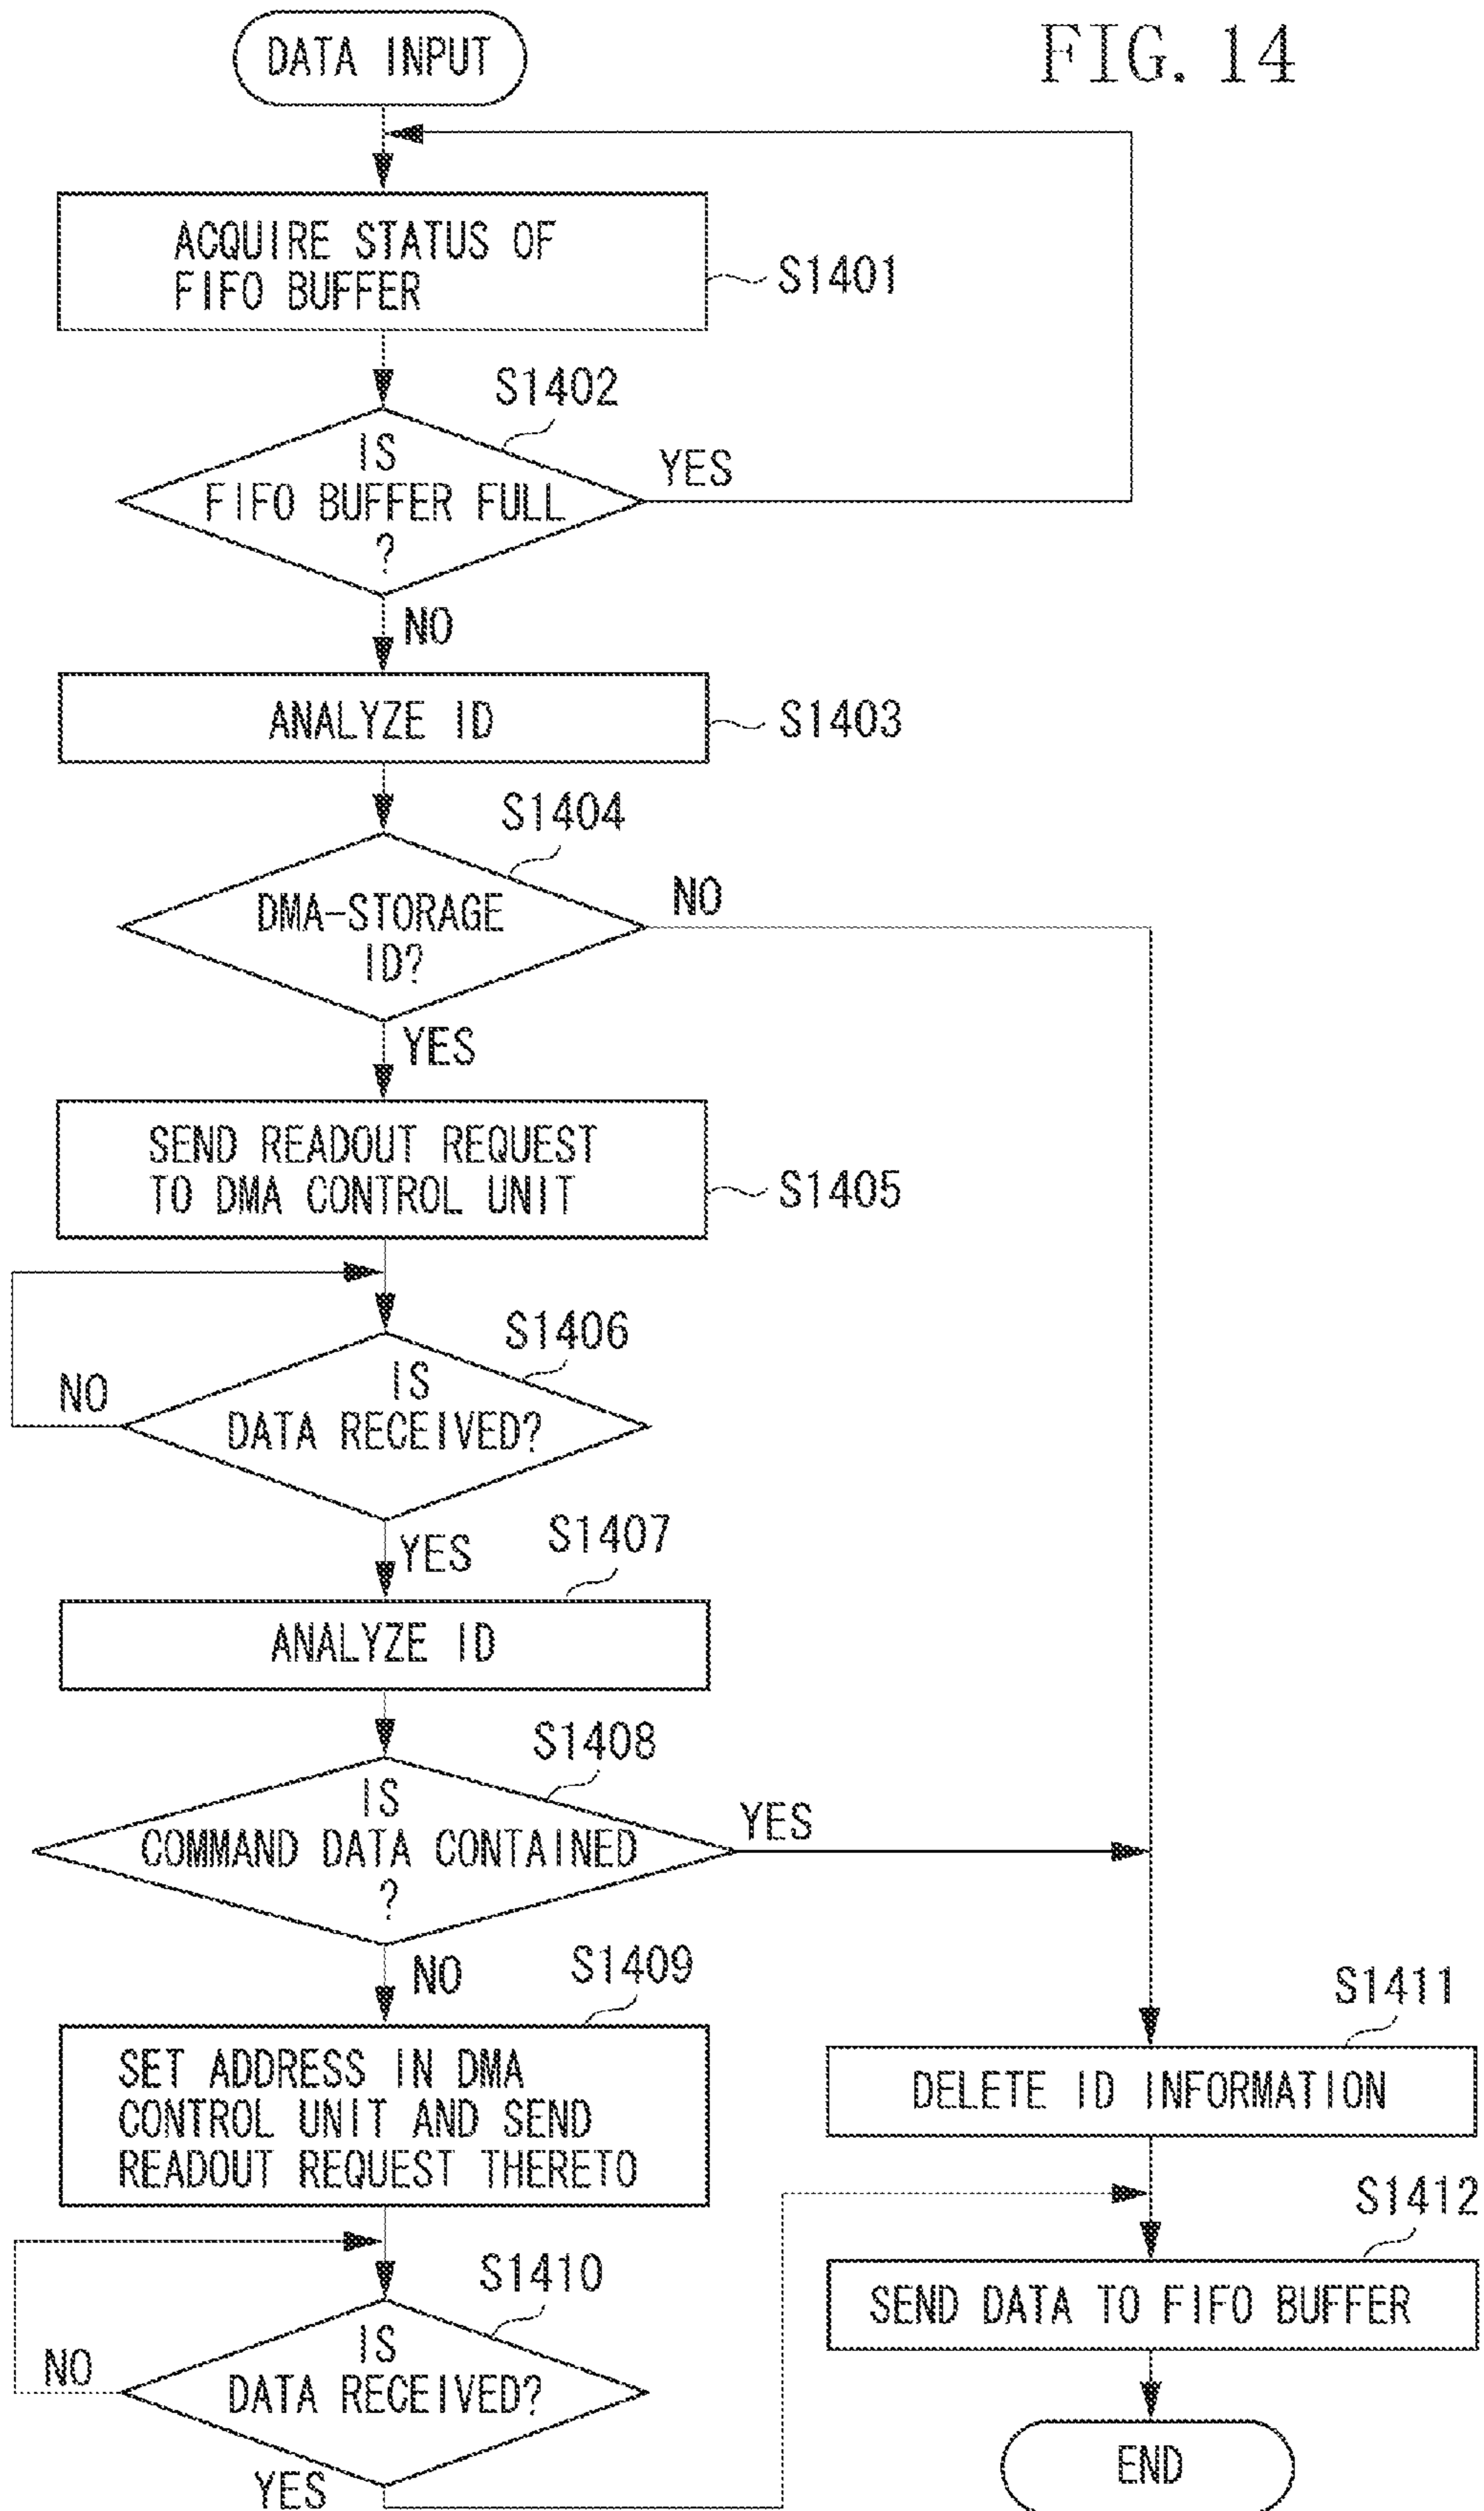 FIG. 14
DATA INPUT
ACQUIRE STATUS OF
FIFO BUFFER
S1401
S1402
IS
FIFO BUFFER FULL
?
YES
NO
ANALYZE ID
S1403
S1404
DMA-STORAGE
ID?
NO
YES
SEND READOUT REQUEST
TO DMA CONTROL UNIT
S1405
S1406
IS
DATA RECEIVED?
NO
YES
S1407
ANALYZE ID
S1408
IS
COMMAND DATA CONTAINED
?
YES
NO
S1409
SET ADDRESS IN DMA
CONTROL UNIT AND SEND
READOUT REQUEST THERETO
S1410
IS
DATA RECEIVED?
NO
YES
S1411
DELETE ID INFORMATION
S1412
SEND DATA TO FIFO BUFFER
END